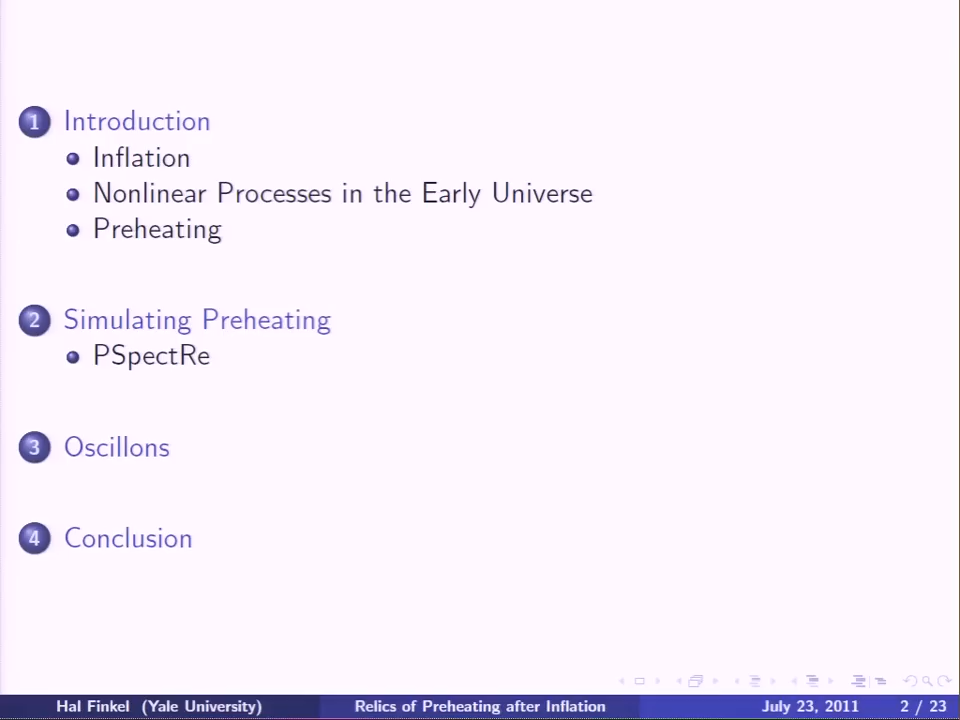 1 Introduction
Inflation
Nonlinear Processes in the Early Universe
Preheating
2 Simulating Preheating
PSpectRe
3 Oscillons
4 Conclusion
Hal Finkel (Yale University) Relics of Preheating after Inflation July 23, 2011 2 / 23